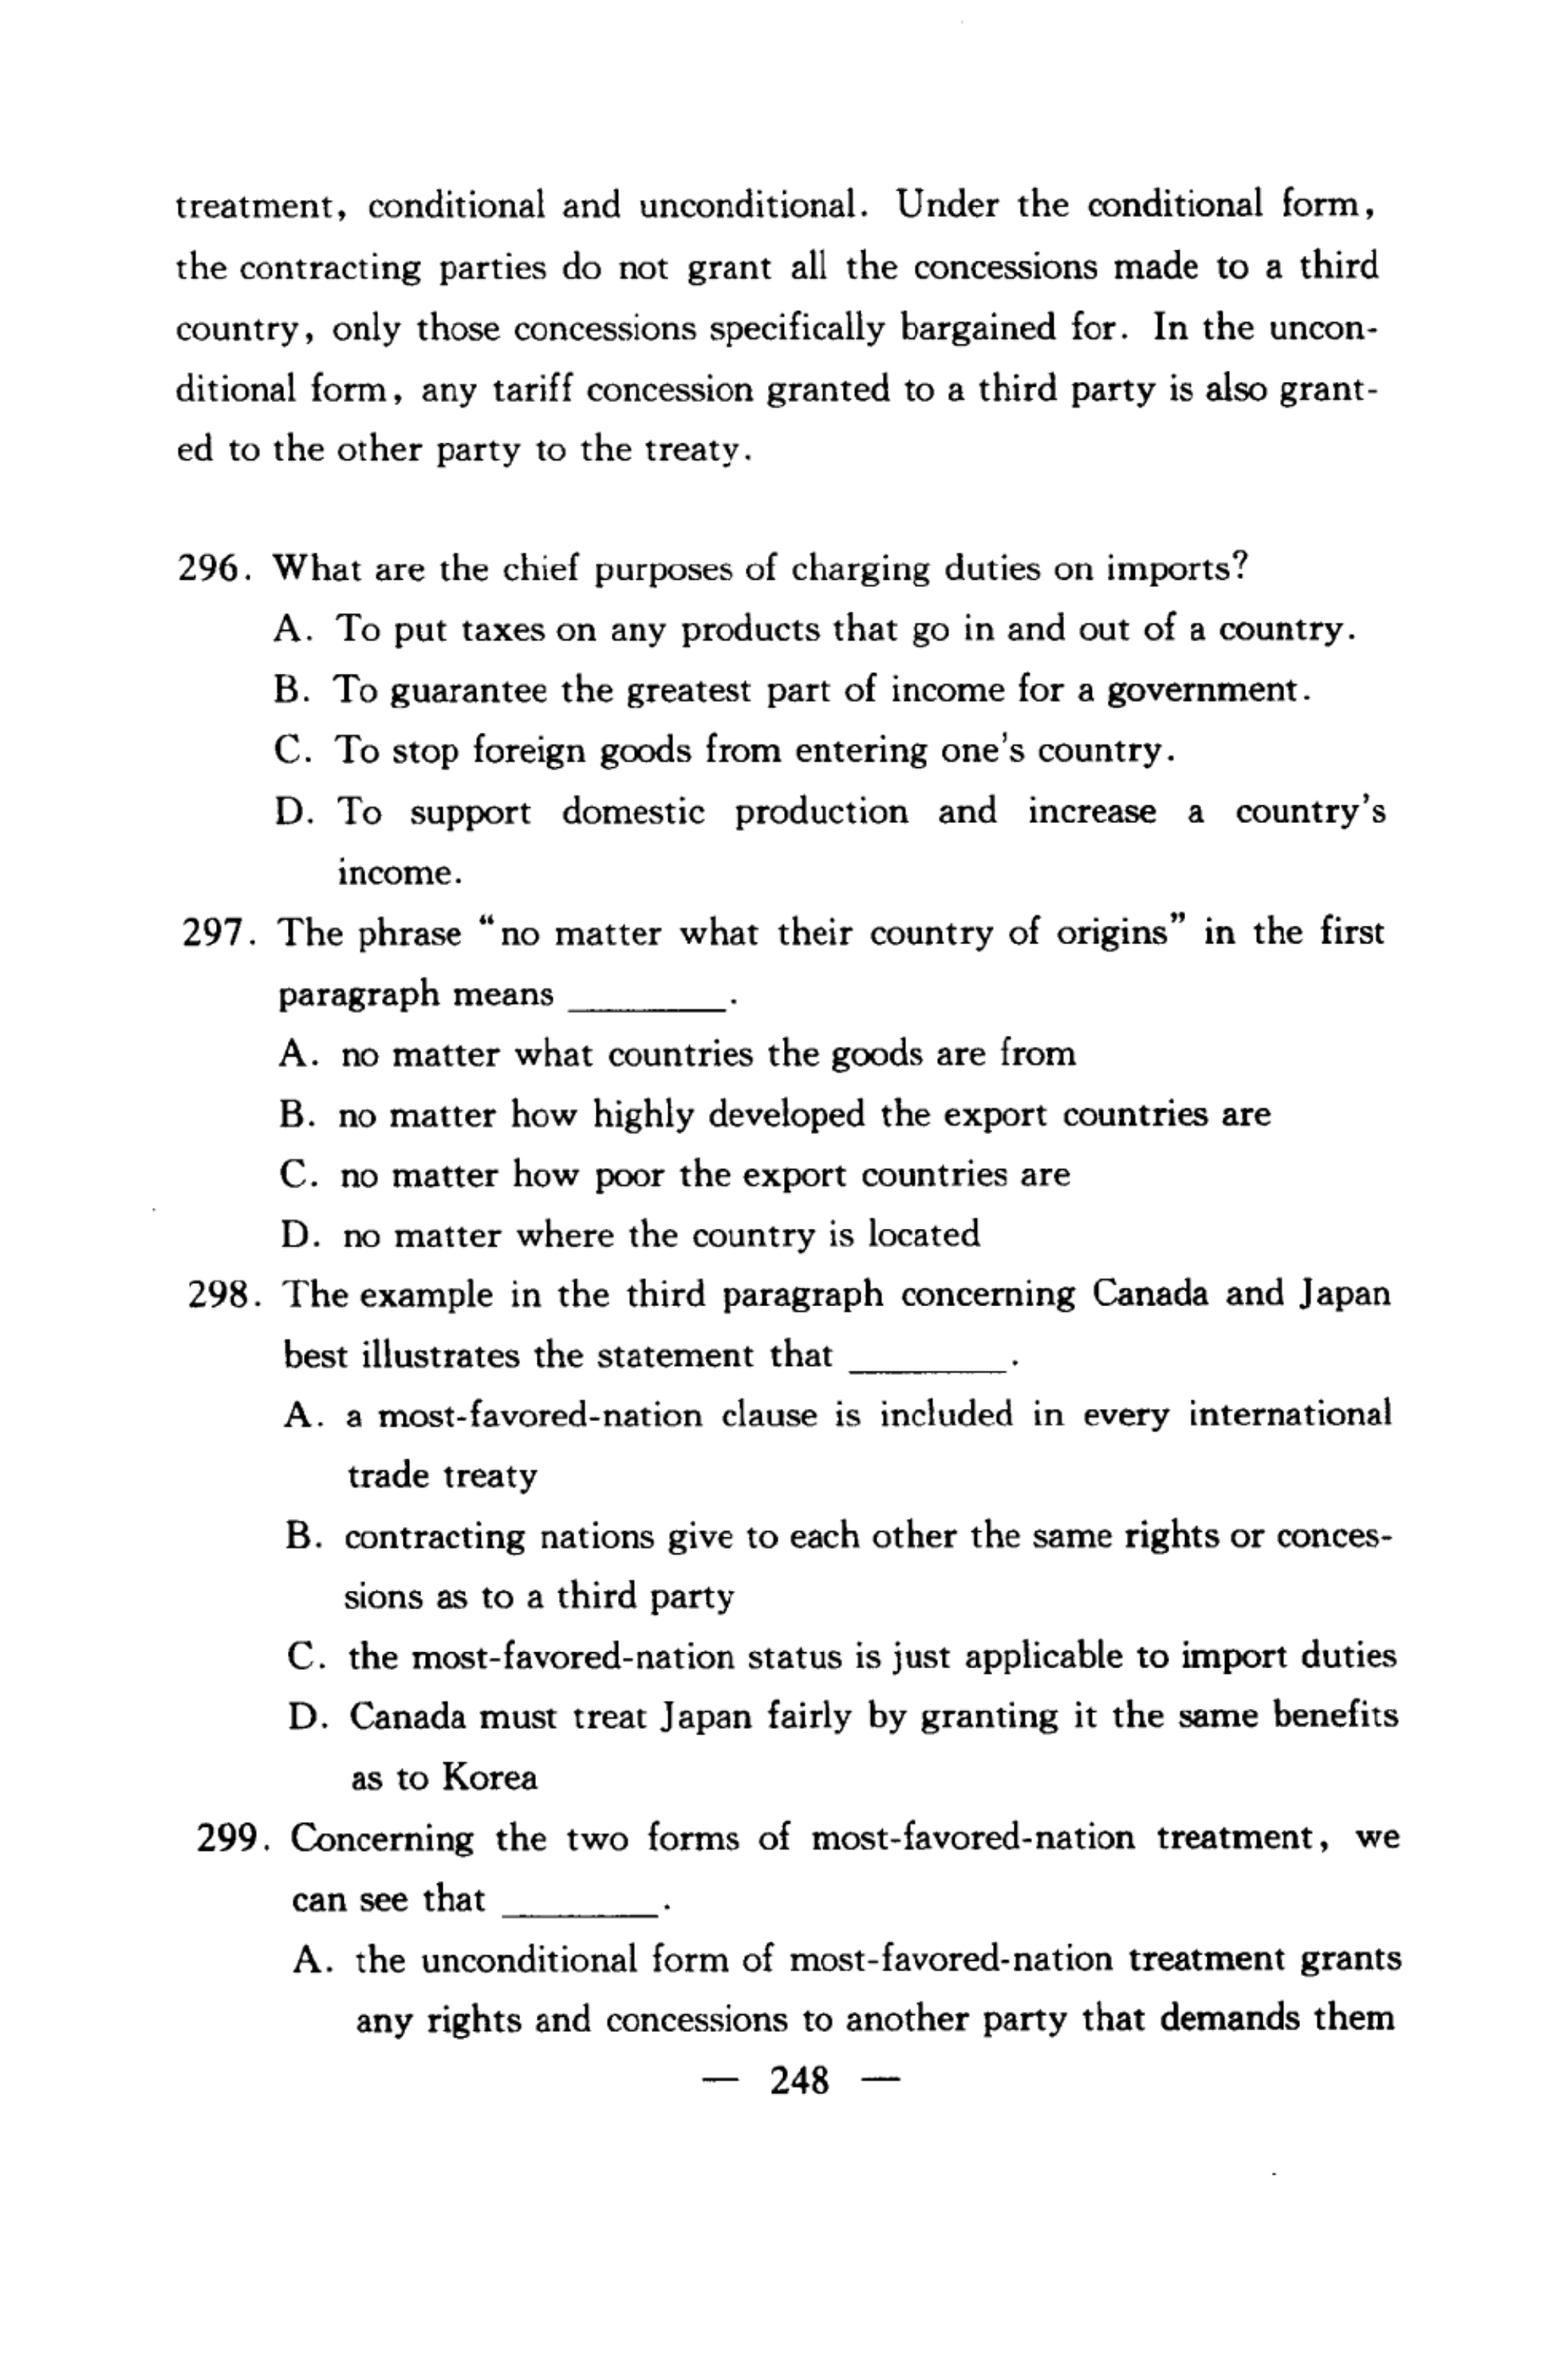 treatment, conditional and unconditional. Under the conditional form,
the contracting parties do not grant all the concessions made to a third
country, only those concessions specifically bargained for. In the uncon-
ditional form, any tariff concession granted to a third party is also grant-
ed to the other party to the treaty.
296. What are the chief purposes of charging duties on imports?
A. To put taxes on any products that go in and out of a country.
B. To guarantee the greatest part of income for a government.
C. To stop foreign goods from entering one's country.
D. To support domestic production and increase a country's
income.
297. The phrase “no matter what their country of origins” in the first
paragraph means ________.
A. no matter what countries the goods are from
B. no matter how highly developed the export countries are
C. no matter how poor the export countries are
D. no matter where the country is located
298. The example in the third paragraph concerning Canada and Japan
best illustrates the statement that ________.
A. a most-favored-nation clause is included in every international
trade treaty
B. contracting nations give to each other the same rights or conces-
sions as to a third party
C. the most-favored-nation status is just applicable to import duties
D. Canada must treat Japan fairly by granting it the same benefits
as to Korea
299. Concerning the two forms of most-favored-nation treatment, we
can see that ________.
A. the unconditional form of most-favored-nation treatment grants
any rights and concessions to another party that demands them
— 248 —